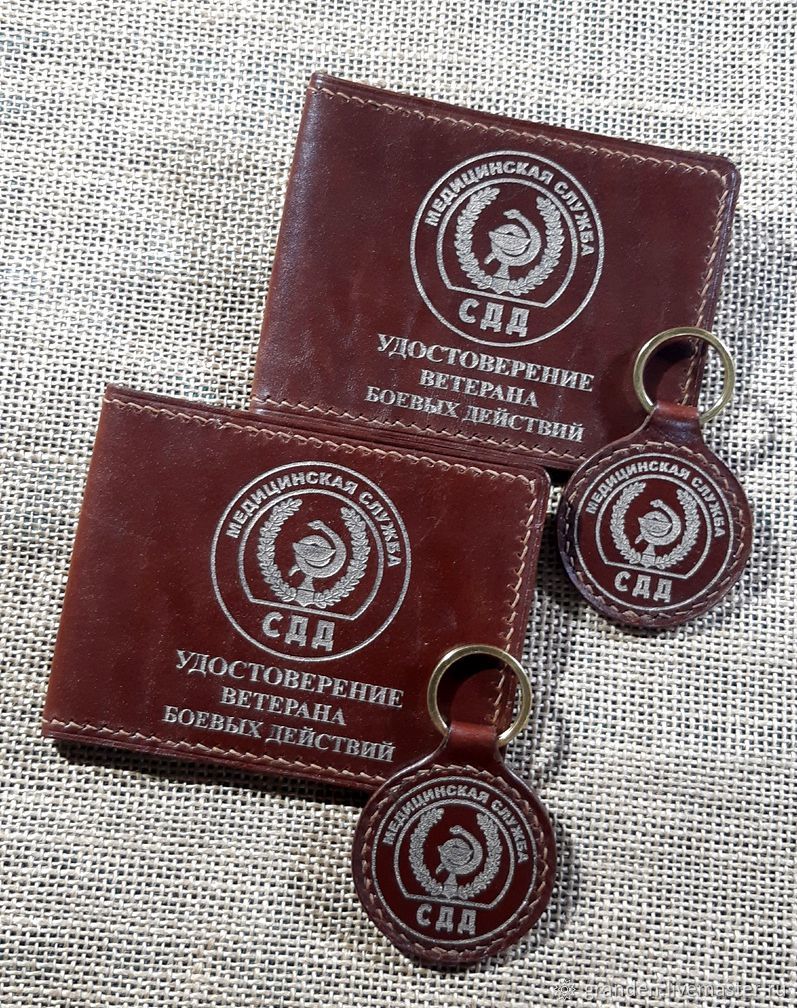 МЕДИЦИНСКАЯ СЛУЖБА
СДД
УДОСТОВЕРЕНИЕ
ВЕТЕРАНА
БОЕВЫХ ДЕЙСТВИЙ
МЕДИЦИНСКАЯ СЛУЖБА
СДД
МЕДИЦИНСКАЯ СЛУЖБА
СДД
УДОСТОВЕРЕНИЕ
ВЕТЕРАНА
БОЕВЫХ ДЕЙСТВИЙ
МЕДИЦИНСКАЯ СЛУЖБА
СДД